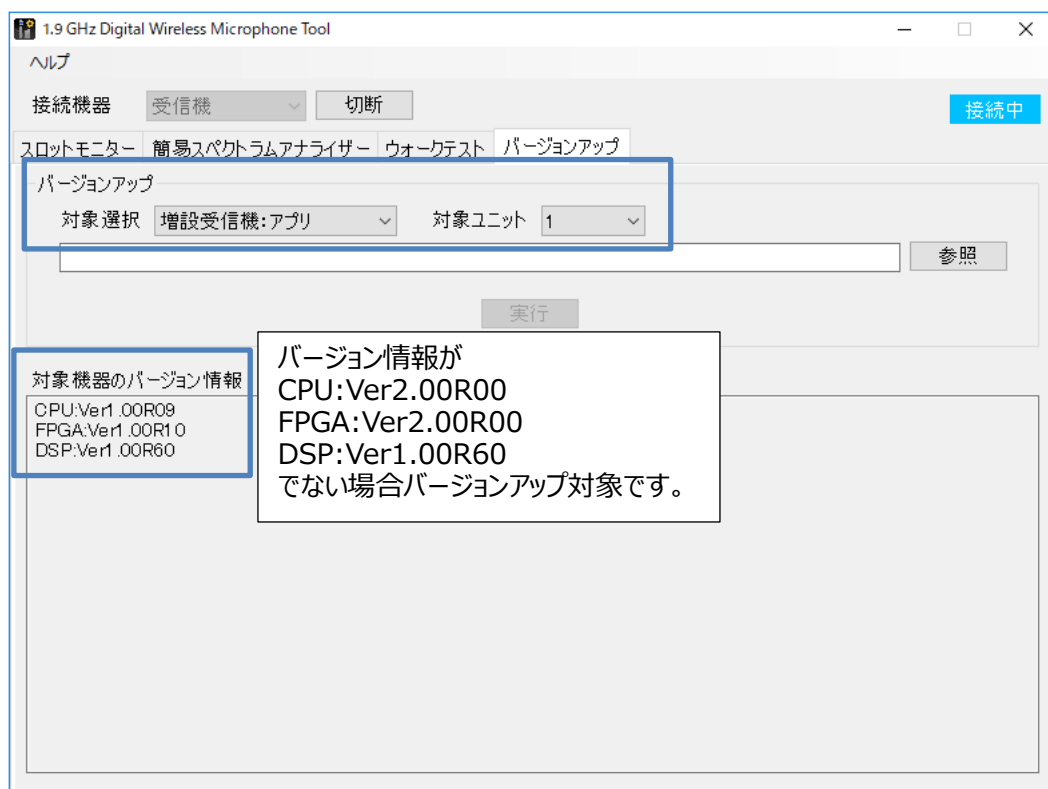 1.9 GHz Digital Wireless Microphone Tool
ヘルプ
接続機器 受信機 切断 接続中
スロットモニター 簡易スペクトラムアナライザー ウォークテスト バージョンアップ
バージョンアップ
対象選択 増設受信機:アプリ 対象ユニット 1
参照
実行
対象機器のバージョン情報
CPU:Ver1.00R09
FPGA:Ver1.00R10
DSP:Ver1.00R60
バージョン情報が
CPU:Ver2.00R00
FPGA:Ver2.00R00
DSP:Ver1.00R60
でない場合バージョンアップ対象です。